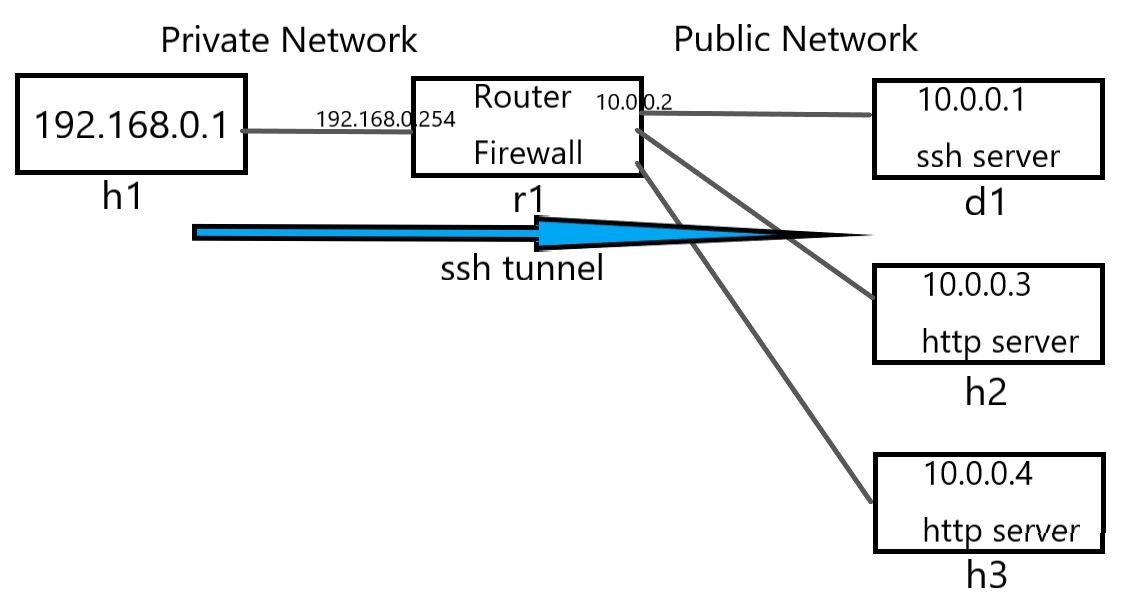 Private Network
Public Network
192.168.0.1
h1
192.168.0.254
Router
Firewall
r1
10.0.0.2
10.0.0.1
ssh server
d1
ssh tunnel
10.0.0.3
http server
h2
10.0.0.4
http server
h3